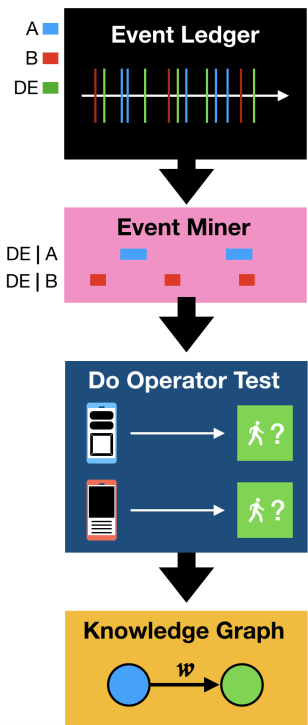 Event Ledger
A
B
DE
Event Miner
DE | A
DE | B
Do Operator Test
?
?
Knowledge Graph
w